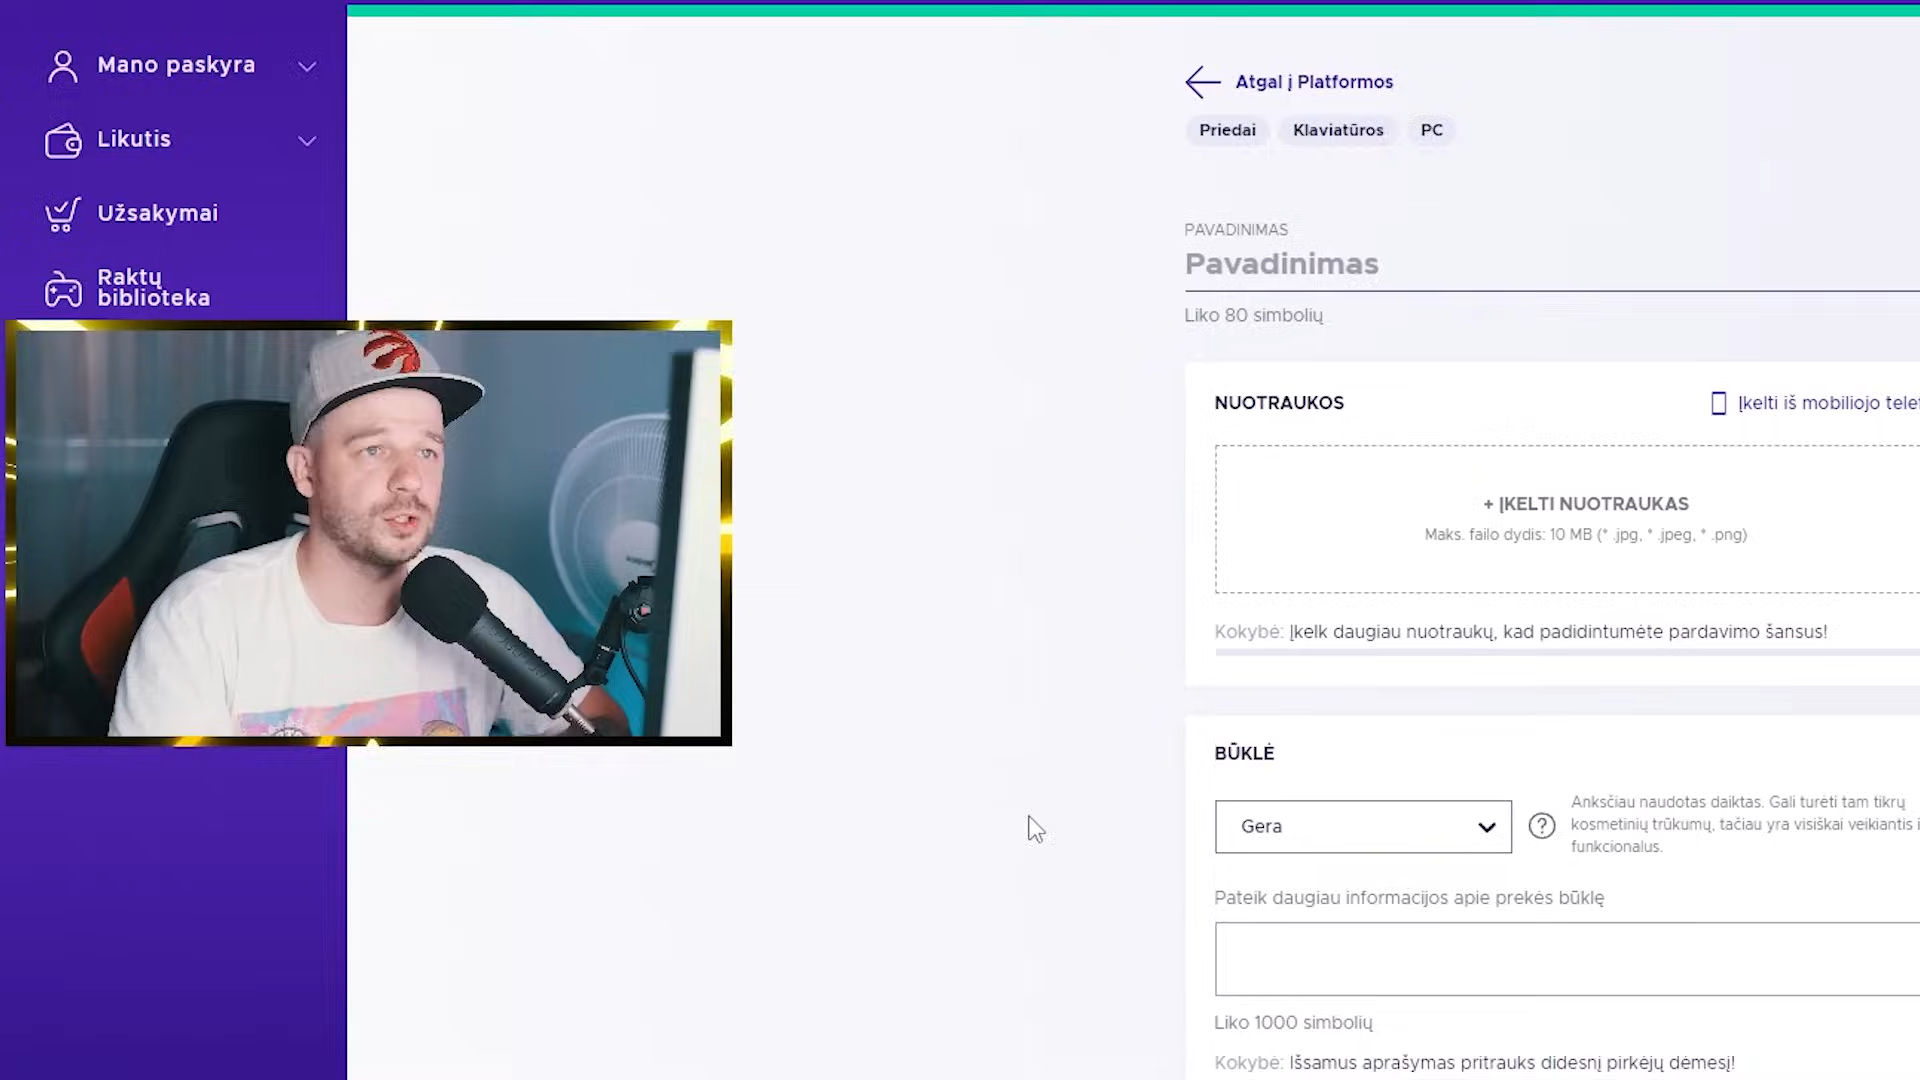 Mano paskyra
Likutis
Užsakymai
Raktų
biblioteka
Atgal į Platformos
Priedai Klaviatūros PC
PAVADINIMAS
Pavadinimas
Liko 80 simbolių
NUOTRAUKOS
Įkelti iš mobiliojo
+ ĮKELTI NUOTRAUKAS
Maks. failo dydis: 10 MB (* .jpg, * .jpeg, * .png)
Kokybė: Įkelk daugiau nuotraukų, kad padidintumėte pardavimo šansus!
BŪKLĖ
Gera
?
Anksčiau naudotas daiktas. Gali turėti tam tikrų
kosmetinių trūkumų, tačiau yra visiškai veikiantis
funkcionalus.
Pateik daugiau informacijos apie prekės būklę
Liko 1000 simbolių
Kokybė: Išsamus aprašymas pritrauks didesnį pirkėjų dėmesį!